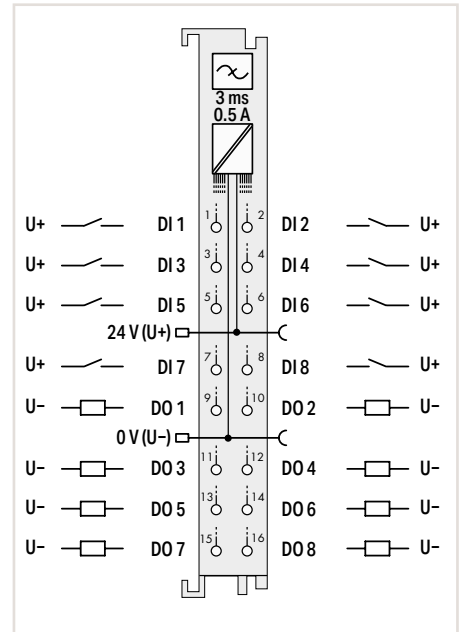 3 ms
0.5 A
U+ DI 1 1 2 DI 2 U+
U+ DI 3 3 4 DI 4 U+
U+ DI 5 5 6 DI 6 U+
24 V (U+)
U+ DI 7 7 8 DI 8 U+
U− DO 1 9 10 DO 2 U−
0 V (U−)
U− DO 3 11 12 DO 4 U−
U− DO 5 13 14 DO 6 U−
U− DO 7 15 16 DO 8 U−